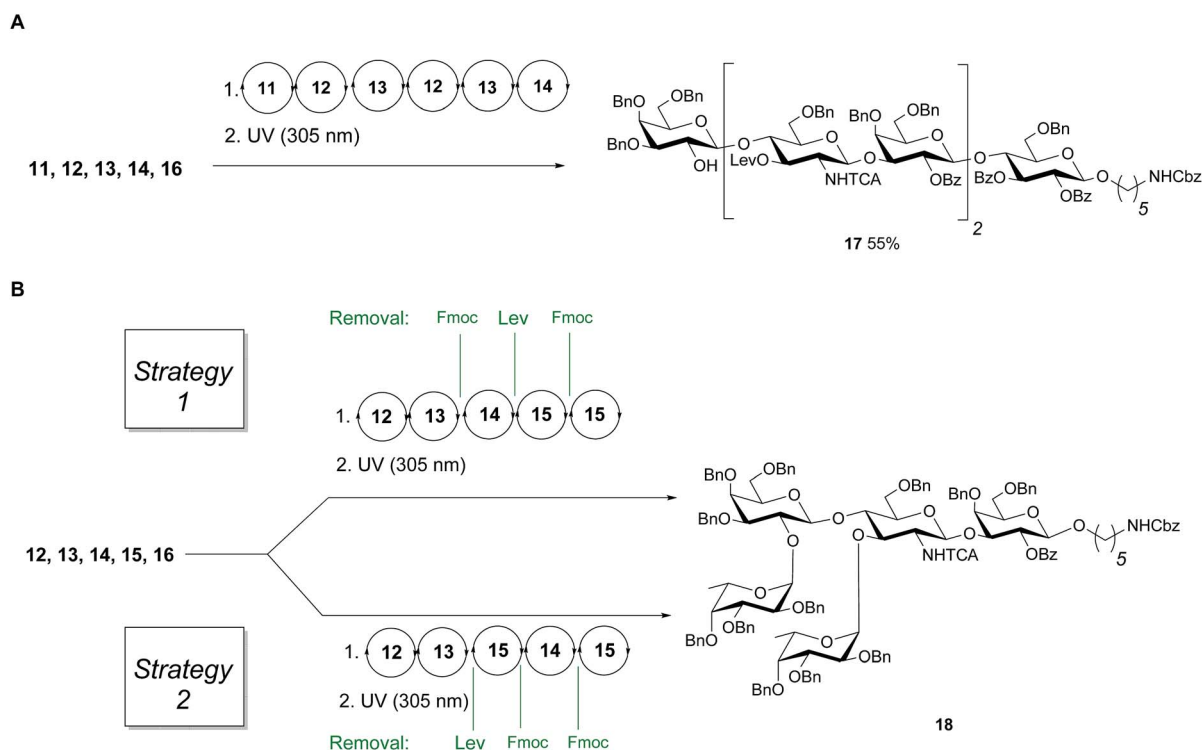 A
1. 11 12 13 12 13 14
2. UV (305 nm)
11, 12, 13, 14, 16
BnO OBn
O
BnO
OH
O
OBn
O
LevO
NHTCA
O
BnO OBn
O
OBz
2
O
OBn
O
BzO
OBz
O
5
NHCbz
17 55%
B
Removal: Fmoc Lev Fmoc
Strategy
1
1. 12 13 14 15 15
2. UV (305 nm)
12, 13, 14, 15, 16
BnO OBn
O
BnO
O
O
OBn
O
O
NHTCA
O
BnO OBn
O
OBz
O
5
NHCbz
O
OBn
OBn
BnO
O
OBn
OBn
BnO
18
Strategy
2
1. 12 13 15 14 15
2. UV (305 nm)
Removal: Lev Fmoc Fmoc